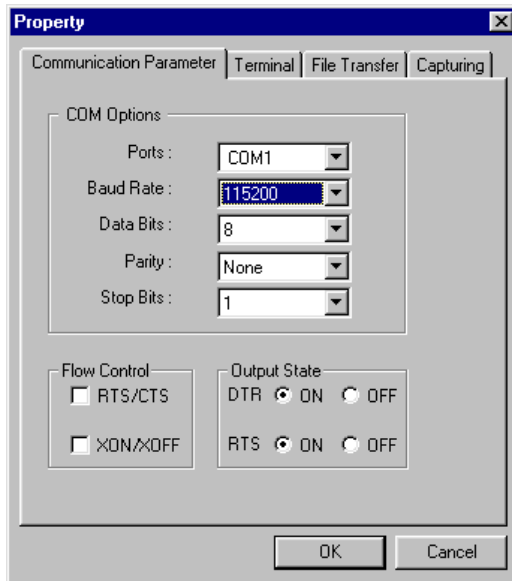 Property
Communication Parameter Terminal File Transfer Capturing
COM Options
Ports : COM1
Baud Rate : 115200
Data Bits : 8
Parity : None
Stop Bits : 1
Flow Control
RTS/CTS
XON/XOFF
Output State
DTR ON OFF
RTS ON OFF
OK Cancel